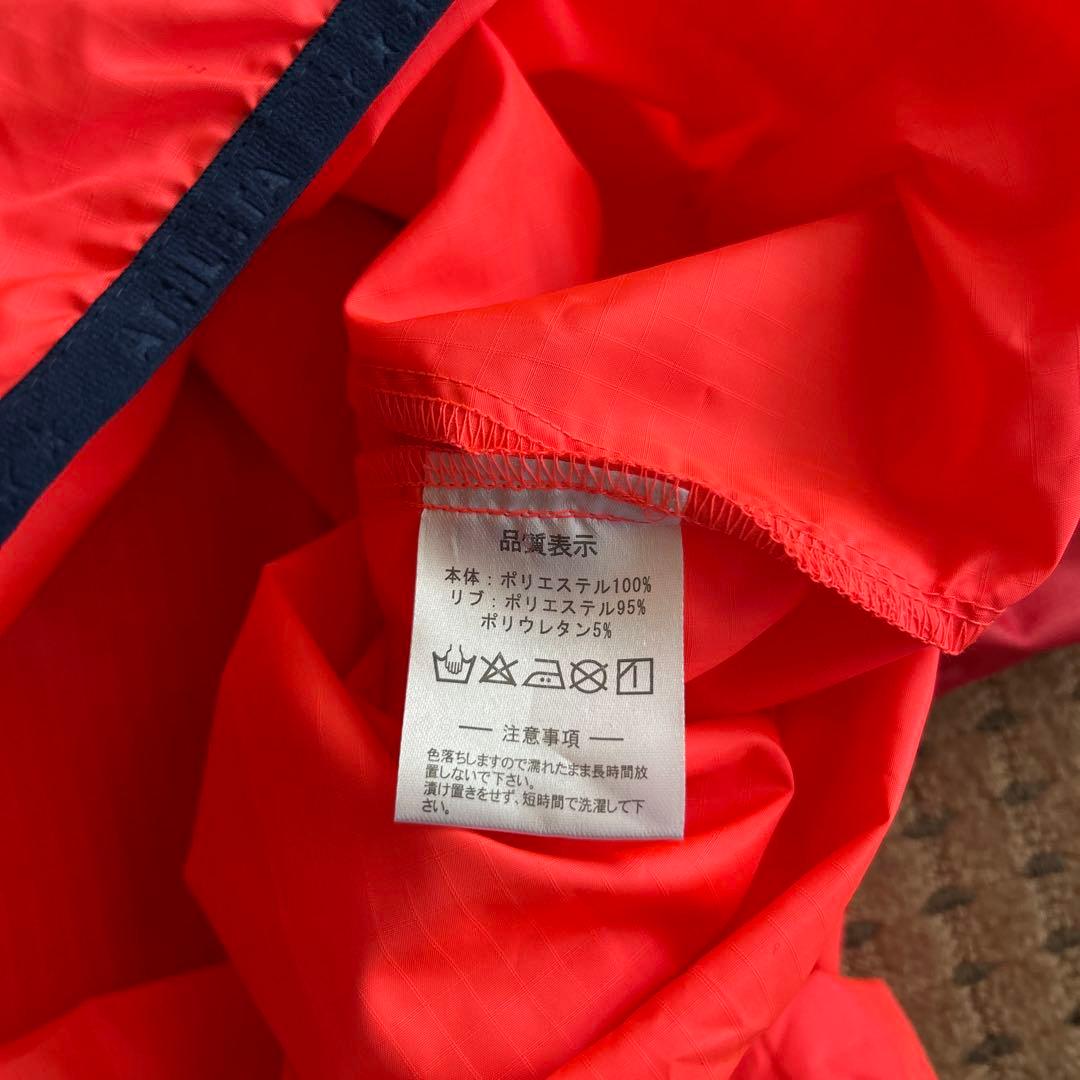 ATHLETA
品質表示
本体:ポリエステル100%
リブ:ポリエステル95%
ポリウレタン5%
注意事項
色落ちしますので濡れたまま長時間放
置しないで下さい。
漬け置きをせず、短時間で洗濯して下
さい。